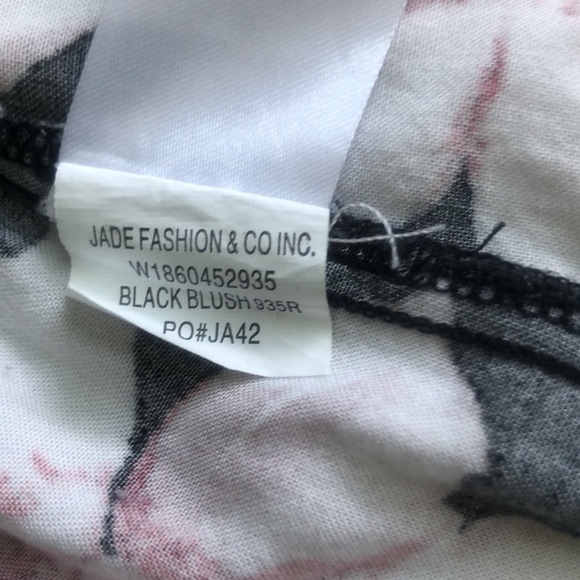 JADE FASHION & CO INC.
W1860452935
BLACK BLUSH 935R
PO#JA42